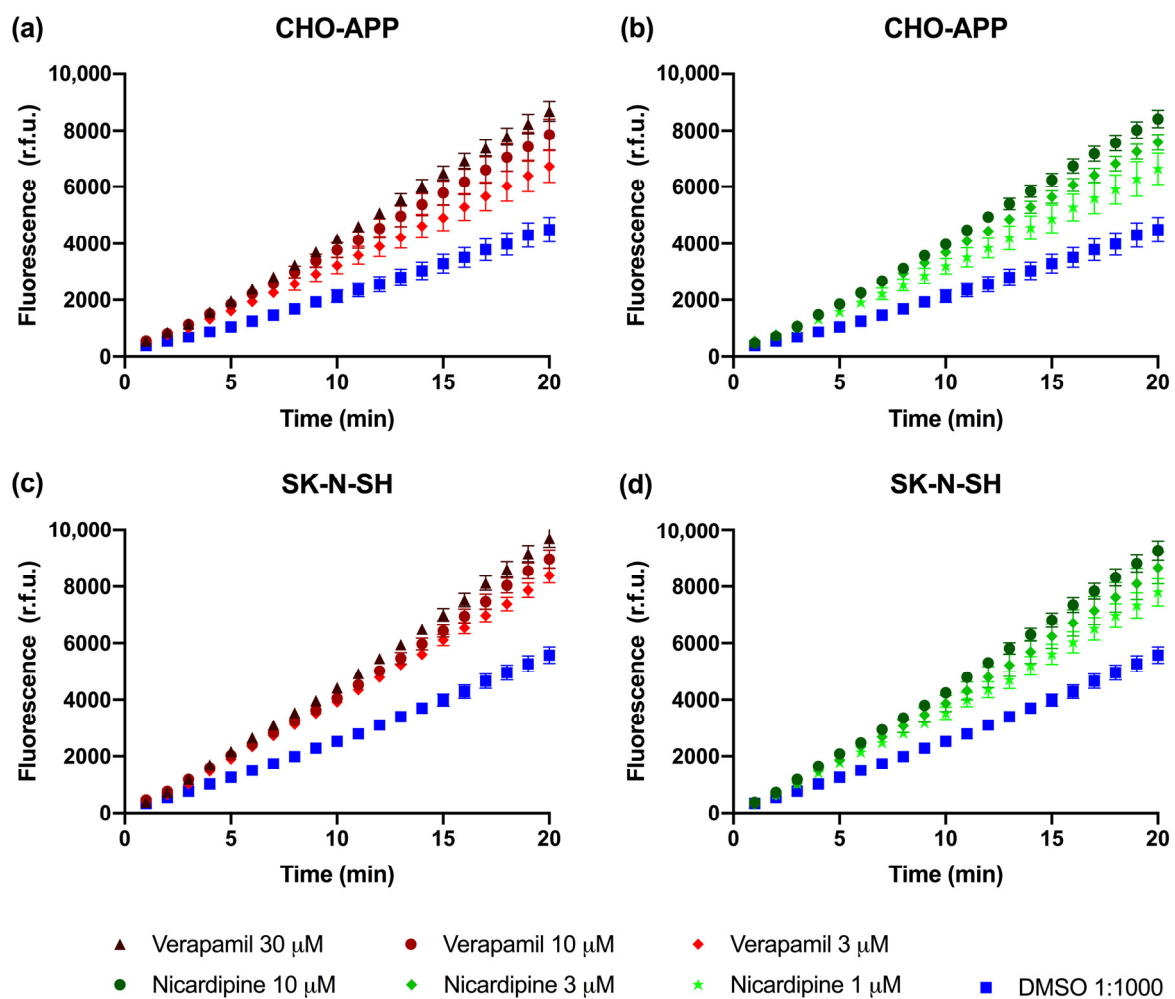 (a) CHO-APP
10,000
8000
6000
4000
2000
0
Fluorescence (r.f.u.)
0 5 10 15 20
Time (min)
(b) CHO-APP
10,000
8000
6000
4000
2000
0
Fluorescence (r.f.u.)
0 5 10 15 20
Time (min)
(c) SK-N-SH
10,000
8000
6000
4000
2000
0
Fluorescence (r.f.u.)
0 5 10 15 20
Time (min)
(d) SK-N-SH
10,000
8000
6000
4000
2000
0
Fluorescence (r.f.u.)
0 5 10 15 20
Time (min)
Verapamil 30 μM Verapamil 10 μM Verapamil 3 μM
Nicardipine 10 μM Nicardipine 3 μM Nicardipine 1 μM DMSO 1:1000